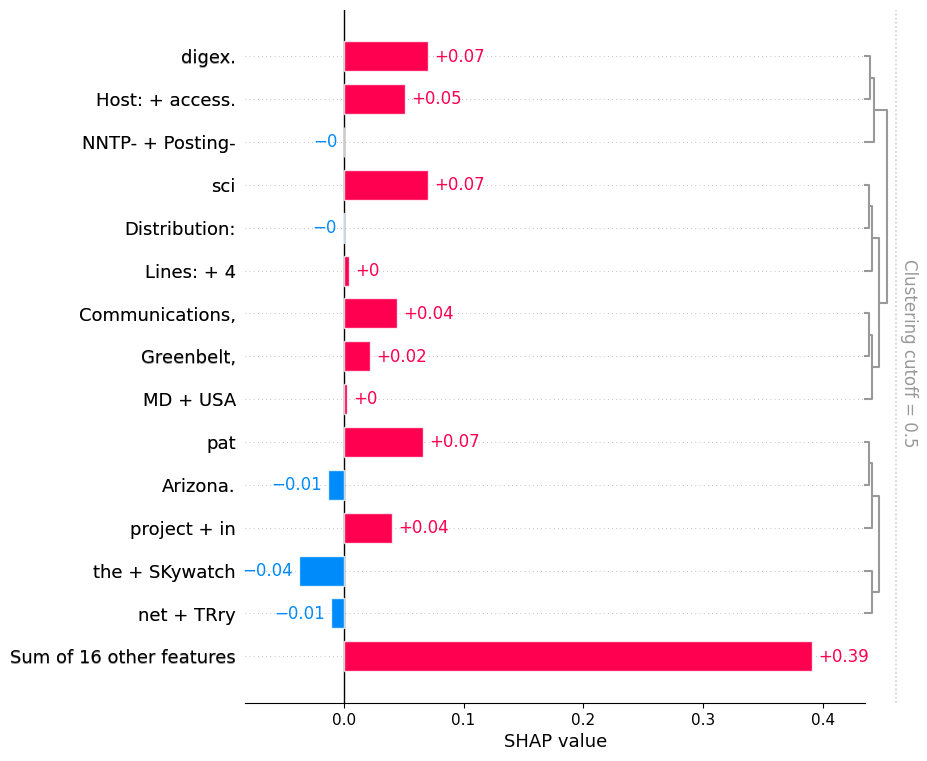 digex. +0.07
Host: + access. +0.05
NNTP- + Posting- −0
sci +0.07
Distribution: −0
Lines: + 4 +0
Communications, +0.04
Greenbelt, +0.02
MD + USA +0
pat +0.07
Arizona. −0.01
project + in +0.04
the + SKywatch −0.04
net + TRry −0.01
Sum of 16 other features +0.39
0.0 0.1 0.2 0.3 0.4
SHAP value
Clustering cutoff = 0.5